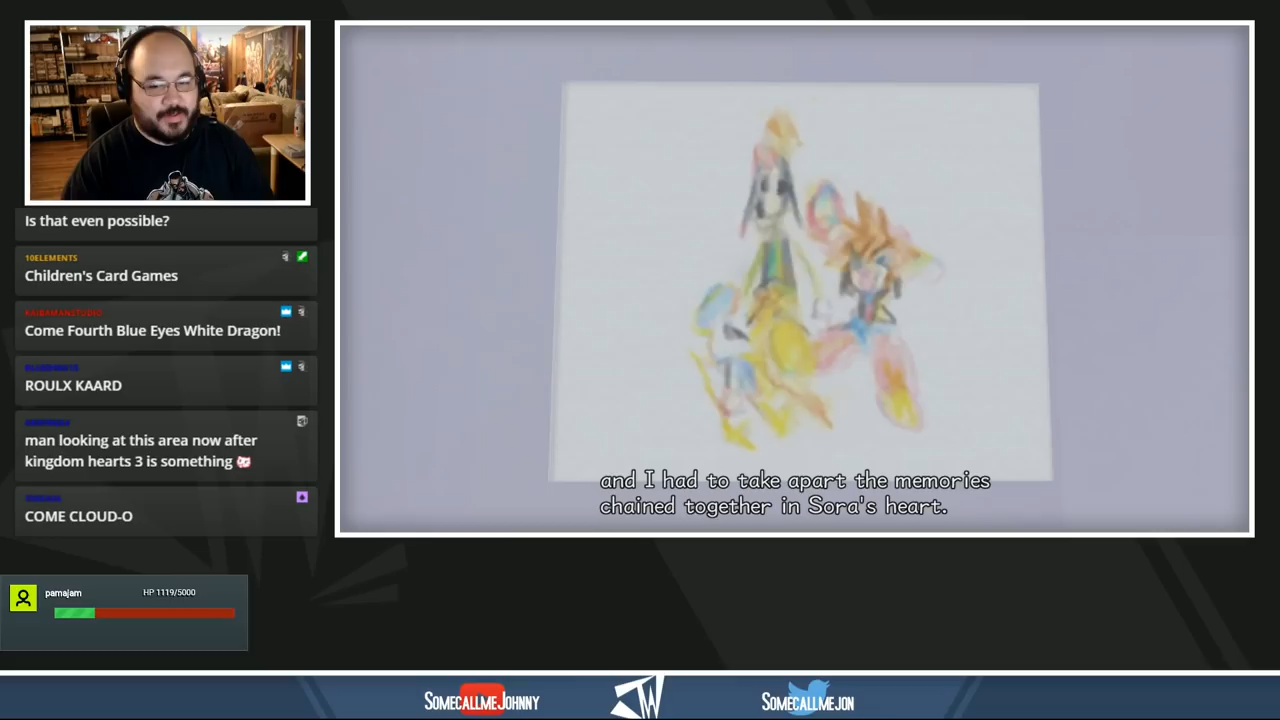 Is that even possible?
10ELEMENTS
Children's Card Games
KAIBAMANSTUDIO
Come Fourth Blue Eyes White Dragon!
ROULX KAARD
man looking at this area now after
kingdom hearts 3 is something
COME CLOUD-O
and I had to take apart the memories
chained together in Sora's heart.
pamajam HP 1119/5000
SOMECALLMEJOHNNY
SOMECALLMEJON